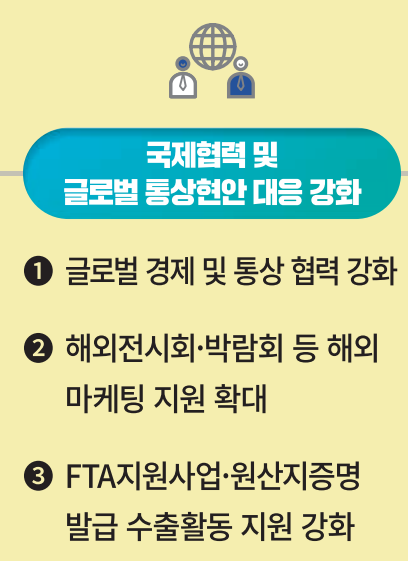 국제협력 및
글로벌 통상현안 대응 강화
❶ 글로벌 경제 및 통상 협력 강화
❷ 해외전시회·박람회 등 해외
마케팅 지원 확대
❸ FTA지원사업·원산지증명
발급 수출활동 지원 강화